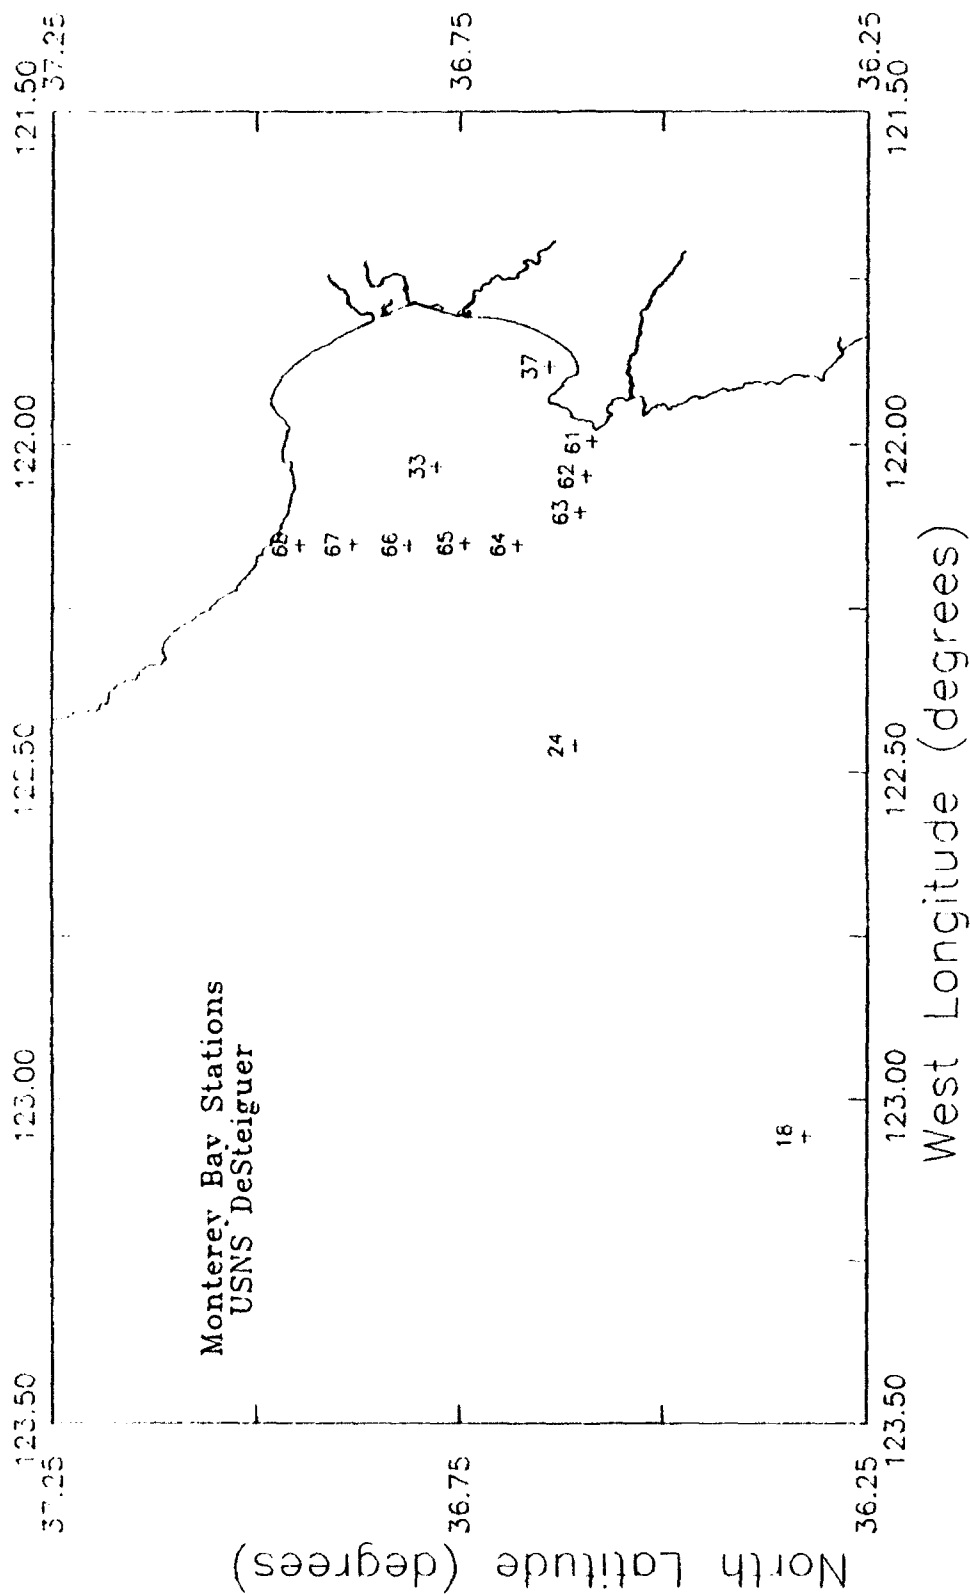 123.50 123.00 122.50 122.00 121.50
37.25 37.25
Monterey Bay Stations
USNS DeSteiguer
68
67
66
33
65
36.75 36.75
64
37
63
62
61
24
18
36.25 36.25
123.50 123.00 122.50 122.00 121.50
North Latitude (degrees)
West Longitude (degrees)